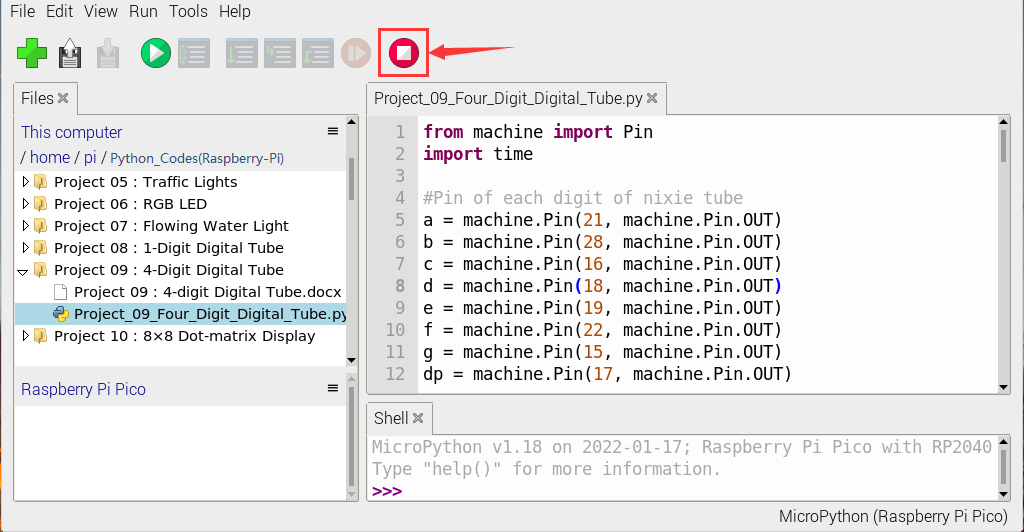 File Edit View Run Tools Help
Files
This computer
/ home / pi / Python_Codes(Raspberry-Pi)
Project 05 : Traffic Lights
Project 06 : RGB LED
Project 07 : Flowing Water Light
Project 08 : 1-Digit Digital Tube
Project 09 : 4-Digit Digital Tube
Project 09 : 4-digit Digital Tube.docx
Project_09_Four_Digit_Digital_Tube.py
Project 10 : 8×8 Dot-matrix Display
Raspberry Pi Pico
Project_09_Four_Digit_Digital_Tube.py
1 from machine import Pin
2 import time
3
4 #Pin of each digit of nixie tube
5 a = machine.Pin(21, machine.Pin.OUT)
6 b = machine.Pin(28, machine.Pin.OUT)
7 c = machine.Pin(16, machine.Pin.OUT)
8 d = machine.Pin(18, machine.Pin.OUT)
9 e = machine.Pin(19, machine.Pin.OUT)
10 f = machine.Pin(22, machine.Pin.OUT)
11 g = machine.Pin(15, machine.Pin.OUT)
12 dp = machine.Pin(17, machine.Pin.OUT)
Shell
MicroPython v1.18 on 2022-01-17; Raspberry Pi Pico with RP2040
Type "help()" for more information.
>>>
MicroPython (Raspberry Pi Pico)